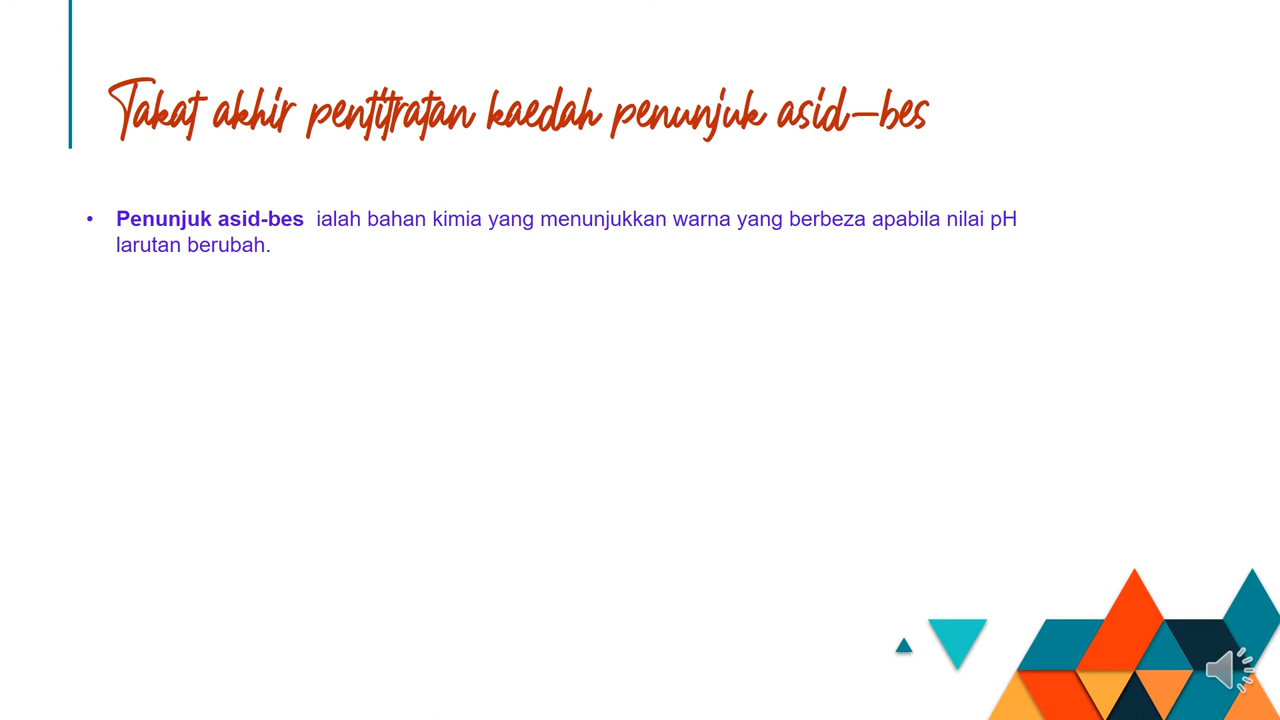 Takat akhir pentitratan kaedah penunjuk asid-bes
• Penunjuk asid-bes ialah bahan kimia yang menunjukkan warna yang berbeza apabila nilai pH
larutan berubah.